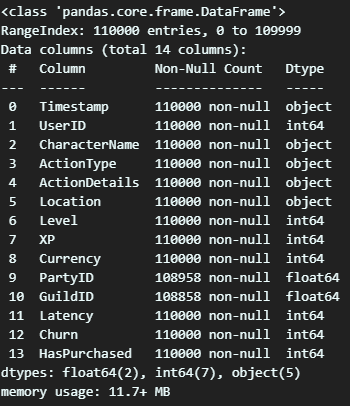 <class 'pandas.core.frame.DataFrame'>
RangeIndex: 110000 entries, 0 to 109999
Data columns (total 14 columns):
 #   Column         Non-Null Count   Dtype
---  ------         --------------   -----
 0   Timestamp      110000 non-null  object
 1   UserID         110000 non-null  int64
 2   CharacterName  110000 non-null  object
 3   ActionType     110000 non-null  object
 4   ActionDetails  110000 non-null  object
 5   Location       110000 non-null  object
 6   Level          110000 non-null  int64
 7   XP             110000 non-null  int64
 8   Currency       110000 non-null  int64
 9   PartyID        108958 non-null  float64
 10  GuildID        108858 non-null  float64
 11  Latency        110000 non-null  int64
 12  Churn          110000 non-null  int64
 13  HasPurchased   110000 non-null  int64
dtypes: float64(2), int64(7), object(5)
memory usage: 11.7+ MB